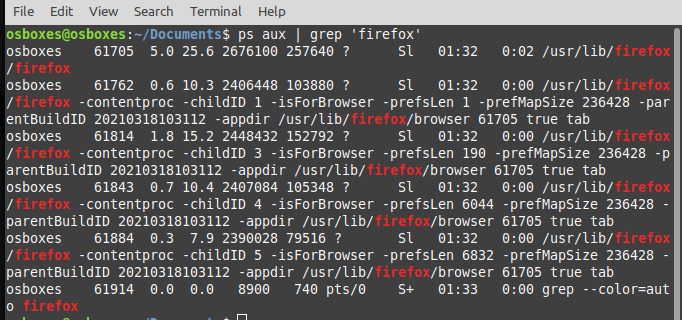 File Edit View Search Terminal Help
osboxes@osboxes:~/Documents$ ps aux | grep 'firefox'
osboxes    61705  5.0 25.6 2676100 257640 ?      Sl   01:32   0:02 /usr/lib/firefox
/firefox
osboxes    61762  0.6 10.3 2406448 103880 ?      Sl   01:32   0:00 /usr/lib/firefox
/firefox -contentproc -childID 1 -isForBrowser -prefsLen 1 -prefMapSize 236428 -par
entBuildID 20210318103112 -appdir /usr/lib/firefox/browser 61705 true tab
osboxes    61814  1.8 15.2 2448432 152792 ?      Sl   01:32   0:00 /usr/lib/firefox
/firefox -contentproc -childID 3 -isForBrowser -prefsLen 190 -prefMapSize 236428 -p
arentBuildID 20210318103112 -appdir /usr/lib/firefox/browser 61705 true tab
osboxes    61843  0.7 10.4 2407084 105348 ?      Sl   01:32   0:00 /usr/lib/firefox
/firefox -contentproc -childID 4 -isForBrowser -prefsLen 6044 -prefMapSize 236428 -
parentBuildID 20210318103112 -appdir /usr/lib/firefox/browser 61705 true tab
osboxes    61884  0.3  7.9 2390028 79516 ?       Sl   01:32   0:00 /usr/lib/firefox
/firefox -contentproc -childID 5 -isForBrowser -prefsLen 6832 -prefMapSize 236428 -
parentBuildID 20210318103112 -appdir /usr/lib/firefox/browser 61705 true tab
osboxes    61914  0.0  0.0   8900   740 pts/0    S+   01:33   0:00 grep --color=aut
o firefox
osboxes@osboxes:~/Documents$